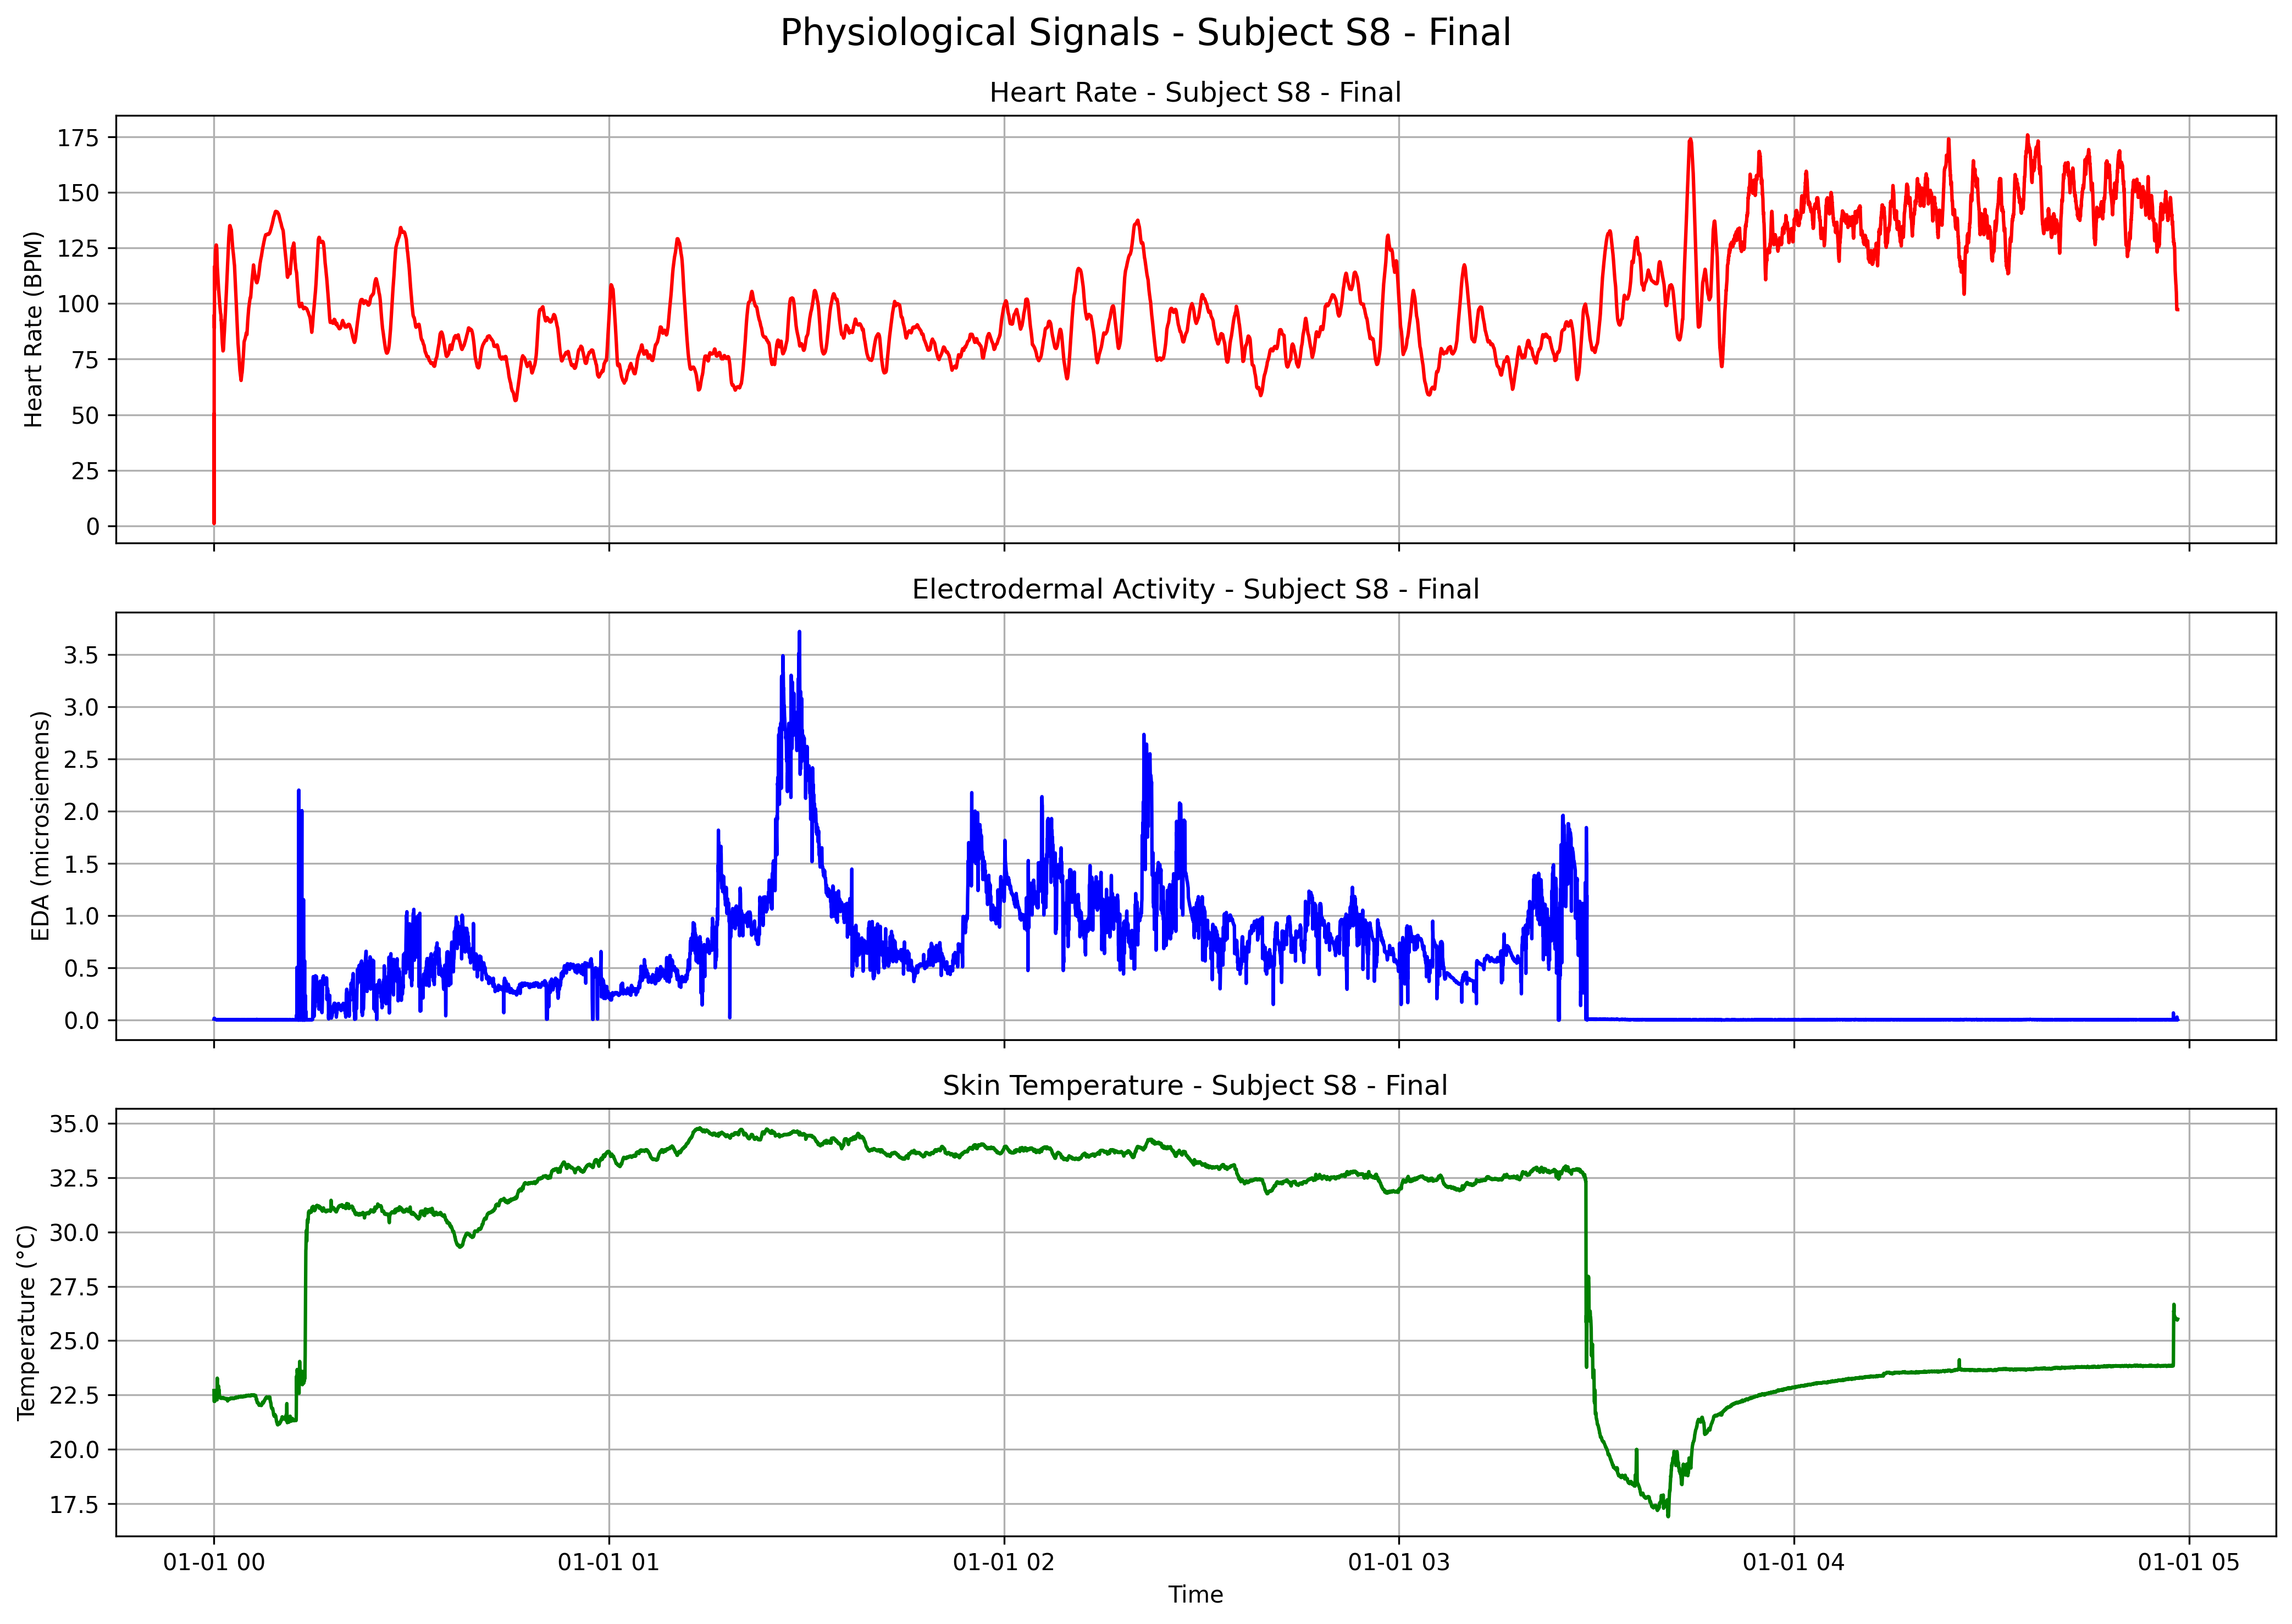 Physiological Signals - Subject S8 - Final
Heart Rate - Subject S8 - Final
Heart Rate (BPM)
175
150
125
100
75
50
25
0
Electrodermal Activity - Subject S8 - Final
EDA (microsiemens)
3.5
3.0
2.5
2.0
1.5
1.0
0.5
0.0
Skin Temperature - Subject S8 - Final
Temperature (°C)
35.0
32.5
30.0
27.5
25.0
22.5
20.0
17.5
01-01 00 01-01 01 01-01 02 01-01 03 01-01 04 01-01 05
Time